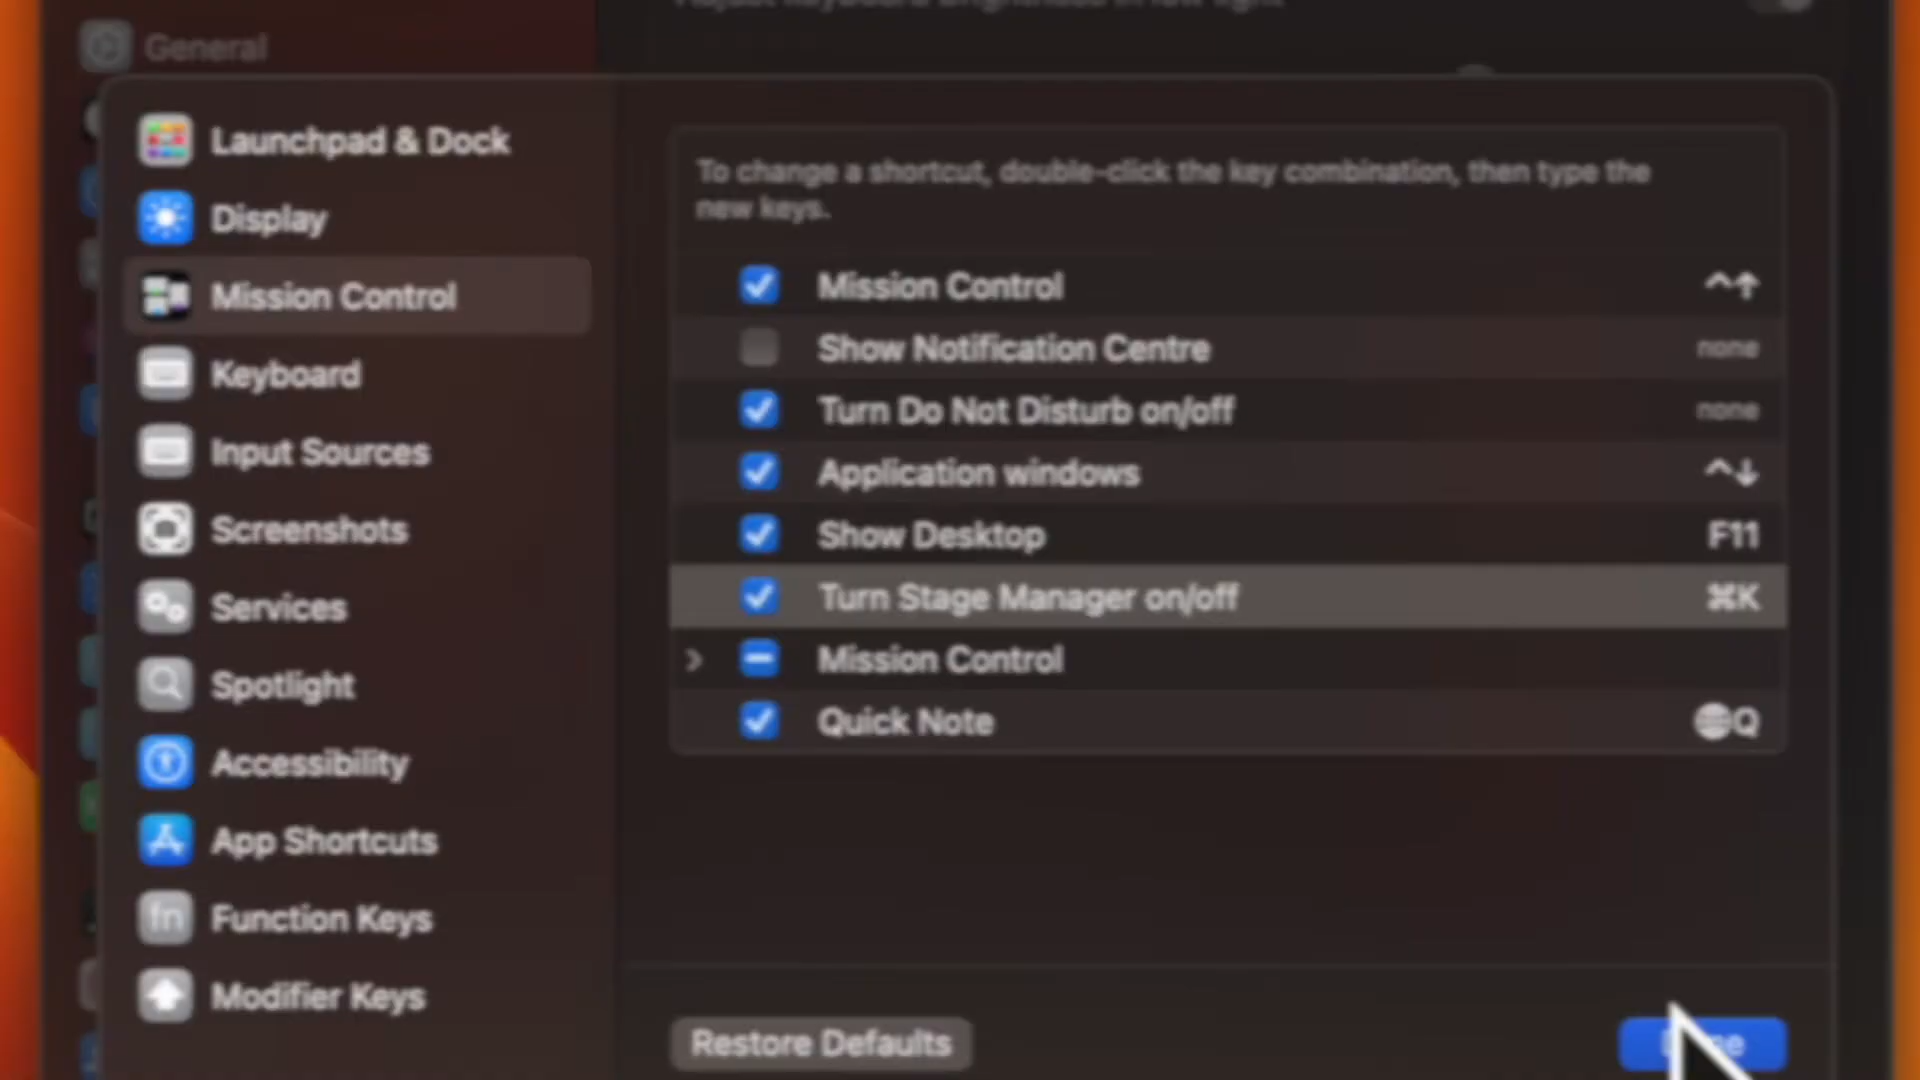 General
Launchpad & Dock
Display
Mission Control
Keyboard
Input Sources
Screenshots
Services
Spotlight
Accessibility
App Shortcuts
fn Function Keys
Modifier Keys
To change a shortcut, double-click the key combination, then type the
new keys.
Mission Control ^↑
Show Notification Centre none
Turn Do Not Disturb on/off none
Application windows ^↓
Show Desktop F11
Turn Stage Manager on/off ⌘K
Mission Control
Quick Note 🌐Q
Restore Defaults